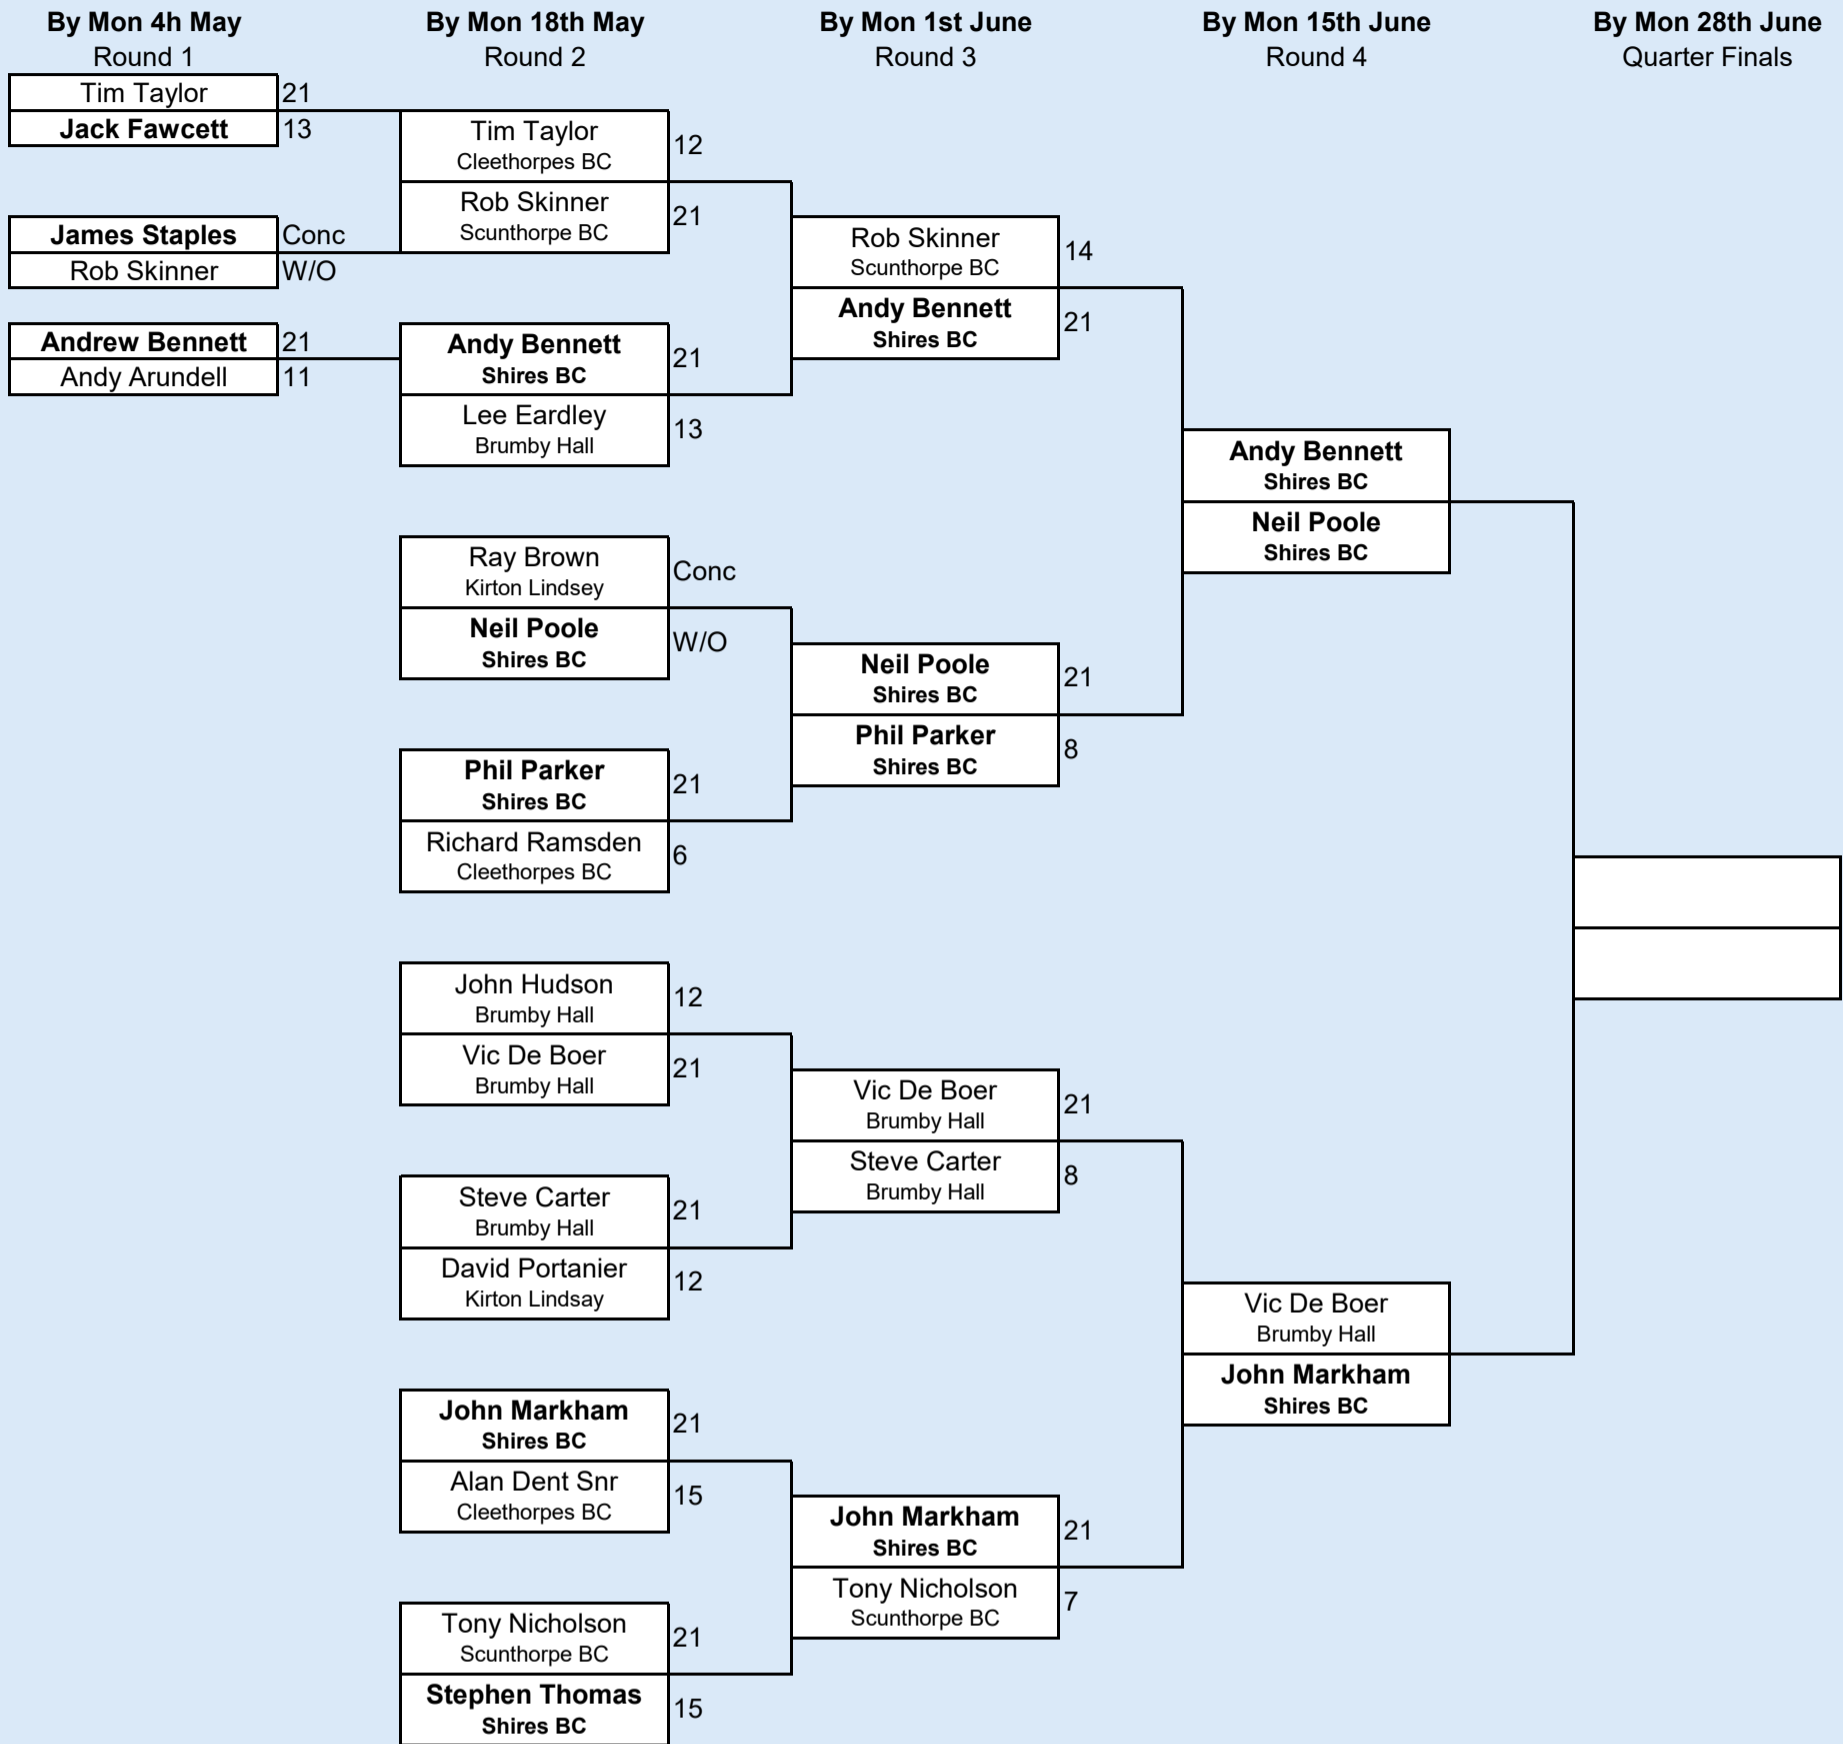 By Mon 4h May
Round 1
Tim Taylor 21
Jack Fawcett 13
James Staples Conc
Rob Skinner W/O
Andrew Bennett 21
Andy Arundell 11
By Mon 18th May
Round 2
Tim Taylor
Cleethorpes BC
12
Rob Skinner
Scunthorpe BC
21
Andy Bennett
Shires BC
21
Lee Eardley
Brumby Hall
13
Ray Brown
Kirton Lindsey
Conc
Neil Poole
Shires BC
W/O
Phil Parker
Shires BC
21
Richard Ramsden
Cleethorpes BC
6
John Hudson
Brumby Hall
12
Vic De Boer
Brumby Hall
21
Steve Carter
Brumby Hall
21
David Portanier
Kirton Lindsay
12
John Markham
Shires BC
21
Alan Dent Snr
Cleethorpes BC
15
Tony Nicholson
Scunthorpe BC
21
Stephen Thomas
Shires BC
15
By Mon 1st June
Round 3
Rob Skinner
Scunthorpe BC
14
Andy Bennett
Shires BC
21
Neil Poole
Shires BC
21
Phil Parker
Shires BC
8
Vic De Boer
Brumby Hall
21
Steve Carter
Brumby Hall
8
John Markham
Shires BC
21
Tony Nicholson
Scunthorpe BC
7
By Mon 15th June
Round 4
Andy Bennett
Shires BC
Neil Poole
Shires BC
Vic De Boer
Brumby Hall
John Markham
Shires BC
By Mon 28th June
Quarter Finals